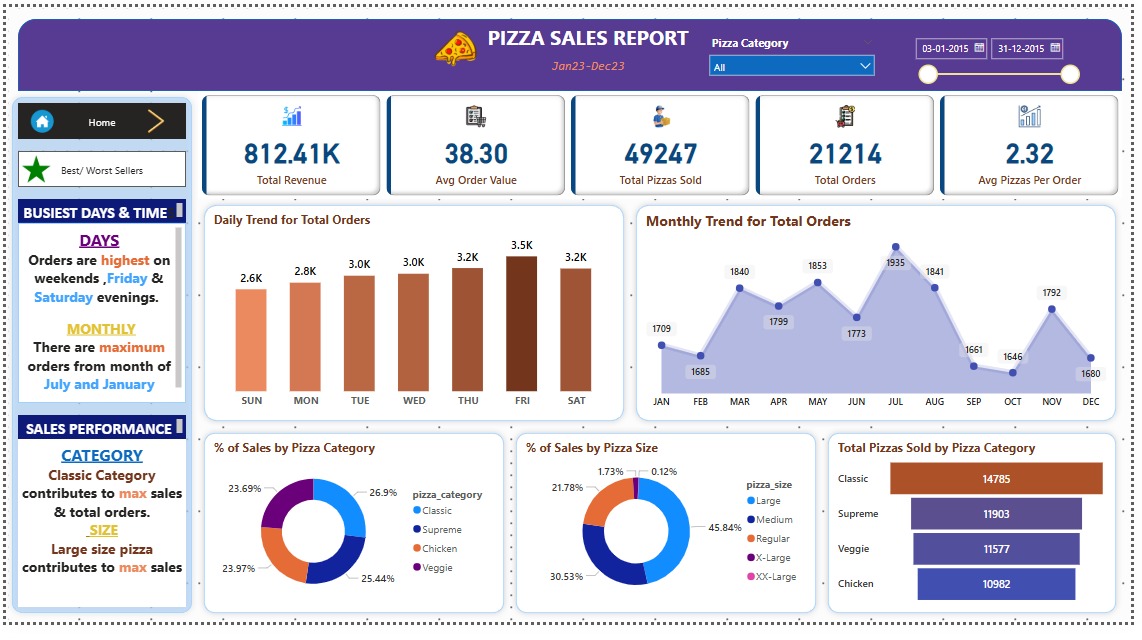 PIZZA SALES REPORT
Jan23-Dec23
Pizza Category
All
03-01-2015
31-12-2015
Home
Best/ Worst Sellers
BUSIEST DAYS & TIME
DAYS
Orders are highest on
weekends ,Friday &
Saturday evenings.
MONTHLY
There are maximum
orders from month of
July and January
SALES PERFORMANCE
CATEGORY
Classic Category
contributes to max sales
& total orders.
SIZE
Large size pizza
contributes to max sales
812.41K
Total Revenue
38.30
Avg Order Value
49247
Total Pizzas Sold
21214
Total Orders
2.32
Avg Pizzas Per Order
Daily Trend for Total Orders
2.6K
2.8K
3.0K
3.0K
3.2K
3.5K
3.2K
SUN MON TUE WED THU FRI SAT
Monthly Trend for Total Orders
1709
1685
1840
1799
1853
1773
1935
1841
1661
1646
1792
1680
JAN FEB MAR APR MAY JUN JUL AUG SEP OCT NOV DEC
% of Sales by Pizza Category
23.69%
26.9%
23.97%
25.44%
pizza_category
Classic
Supreme
Chicken
Veggie
% of Sales by Pizza Size
1.73%
0.12%
21.78%
45.84%
30.53%
pizza_size
Large
Medium
Regular
X-Large
XX-Large
Total Pizzas Sold by Pizza Category
Classic 14785
Supreme 11903
Veggie 11577
Chicken 10982